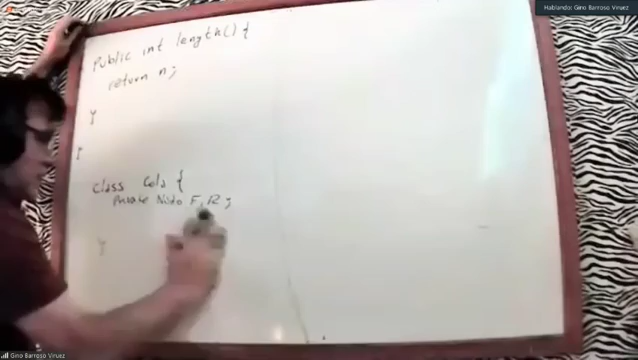 Hablando: Gino Barroso Viruez
Public int length() {
return n;
}
}
Class Cola {
Private Nodo F, R;
}
Gino Barroso Viruez